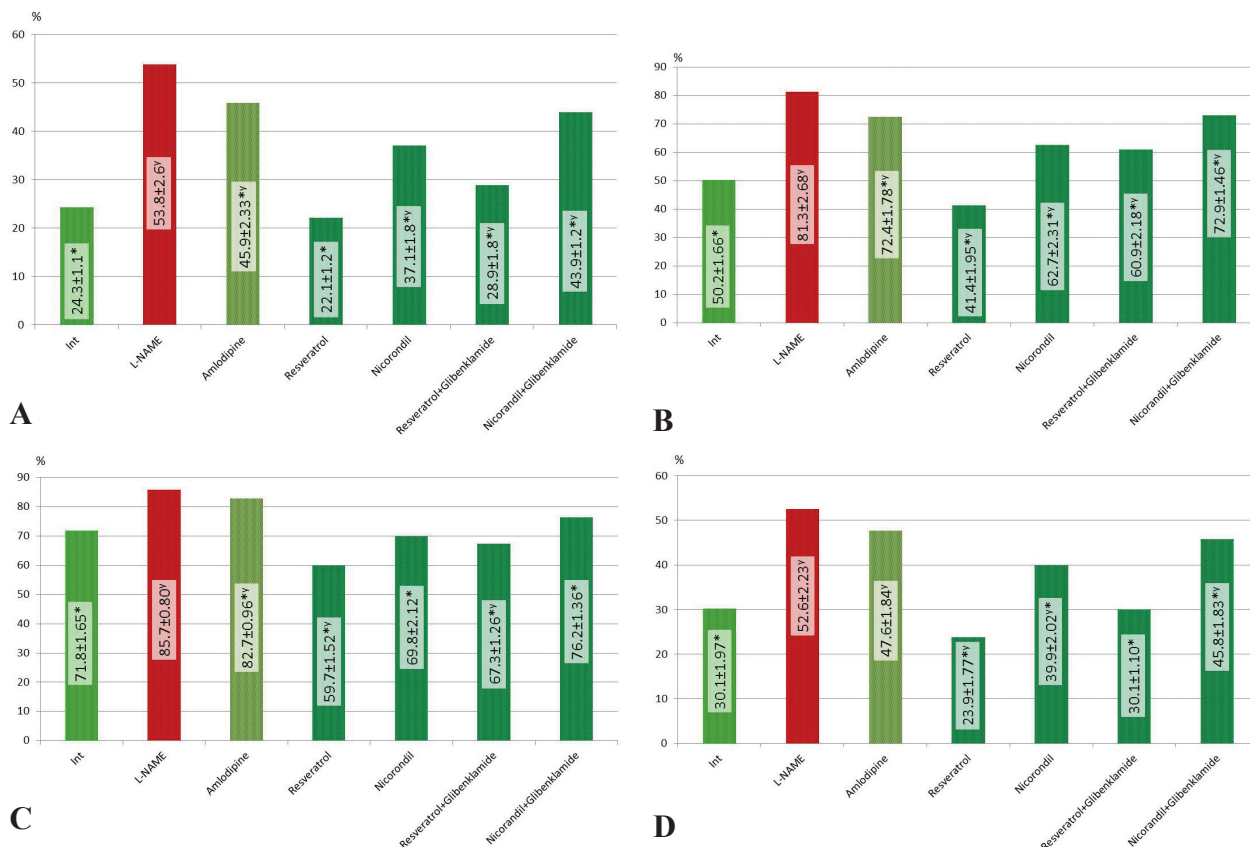 %
60
50
40
30
20
10
0
24.3±1.1*
53.8±2.6ʸ
45.9±2.33*ʸ
22.1±1.2*
37.1±1.8*ʸ
28.9±1.8*ʸ
43.9±1.2*ʸ
Int
L-NAME
Amlodipine
Resveratrol
Nicorondil
Resveratrol+Glibenklamide
Nicorandil+Glibenklamide
A
%
90
80
70
60
50
40
30
20
10
0
50.2±1.66*
81.3±2.68ʸ
72.4±1.78*ʸ
41.4±1.95*ʸ
62.7±2.31*ʸ
60.9±2.18*ʸ
72.9±1.46*ʸ
Int
L-NAME
Amlodipine
Resveratrol
Nicorondil
Resveratrol+Glibenklamide
Nicorandil+Glibenklamide
B
%
90
80
70
60
50
40
30
20
10
0
71.8±1.65*
85.7±0.80ʸ
82.7±0.96*ʸ
59.7±1.52*ʸ
69.8±2.12*
67.3±1.26*ʸ
76.2±1.36*
Int
L-NAME
Amlodipine
Resveratrol
Nicorondil
Resveratrol+Glibenklamide
Nicorandil+Glibenklamide
C
%
60
50
40
30
20
10
0
30.1±1.97*
52.6±2.23ʸ
47.6±1.84ʸ
23.9±1.77*ʸ
39.9±2.02ʸ*
30.1±1.10*
45.8±1.83*ʸ
Int
L-NAME
Amlodipine
Resveratrol
Nicorondil
Resveratrol+Glibenklamide
Nicorandil+Glibenklamide
D